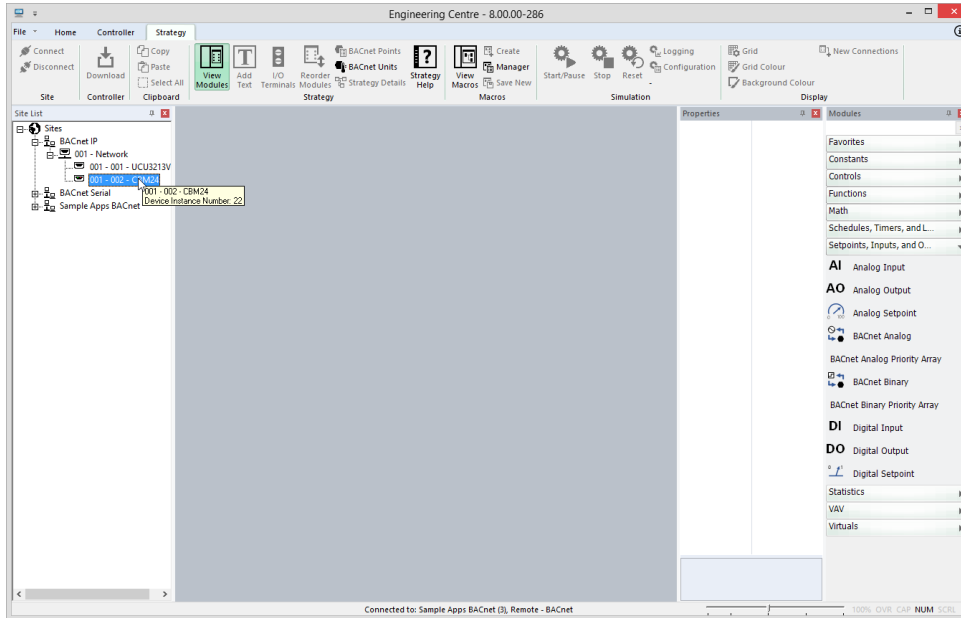 Engineering Centre - 8.00.00-286
File Home Controller Strategy
Connect
Disconnect
Site
Download
Controller
Copy
Paste
Select All
Clipboard
View Modules
Add Text
I/O Terminals
Reorder Modules
BACnet Points
BACnet Units
Strategy Details
Strategy Help
Strategy
View Macros
Create
Manager
Save New
Macros
Start/Pause
Stop
Reset
Logging
Configuration
-
Simulation
Grid
Grid Colour
Background Colour
New Connections
Display
Site List
Sites
BACnet IP
001 - Network
001 - 001 - UCU3213V
001 - 002 - CBM24
001 - 002 - CBM24
Device Instance Number: 22
BACnet Serial
Sample Apps BACnet
Properties
Modules
Favorites
Constants
Controls
Functions
Math
Schedules, Timers, and L...
Setpoints, Inputs, and O...
AI Analog Input
AO Analog Output
Analog Setpoint
BACnet Analog
BACnet Analog Priority Array
BACnet Binary
BACnet Binary Priority Array
DI Digital Input
DO Digital Output
Digital Setpoint
Statistics
VAV
Virtuals
Connected to: Sample Apps BACnet (3), Remote - BACnet
100% OVR CAP NUM SCRL